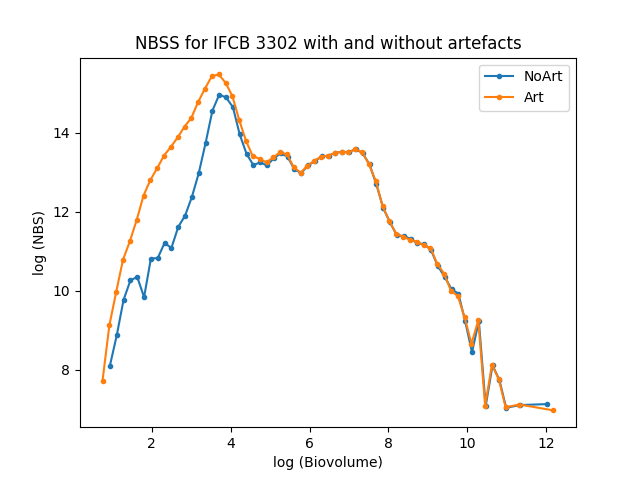 NBSS for IFCB 3302 with and without artefacts
NoArt
Art
14
12
10
8
log (NBS)
2
4
6
8
10
12
log (Biovolume)